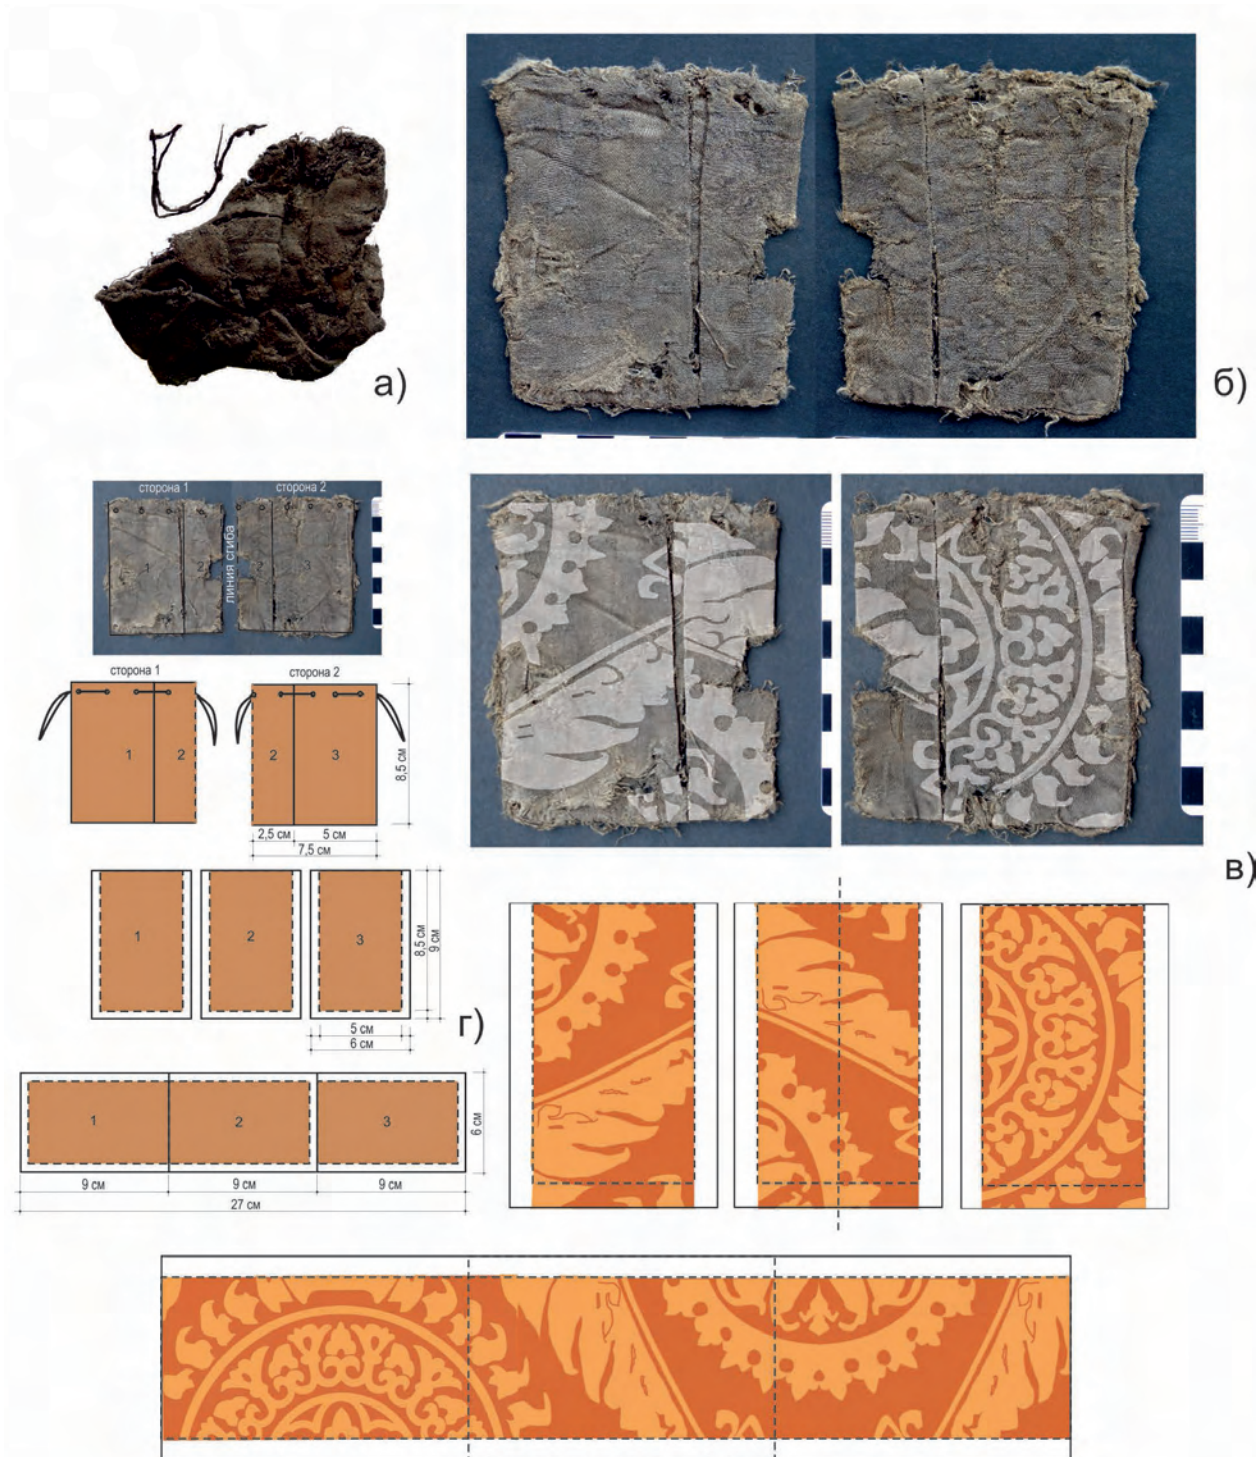 а)
б)
сторона 1
сторона 2
1
2
линия сгиба
2
3
сторона 1
сторона 2
1
2
2
3
8,5 см
2,5 см
5 см
7,5 см
в)
1
2
3
8,5 см
9 см
г)
5 см
6 см
1
2
3
6 см
9 см
9 см
9 см
27 см